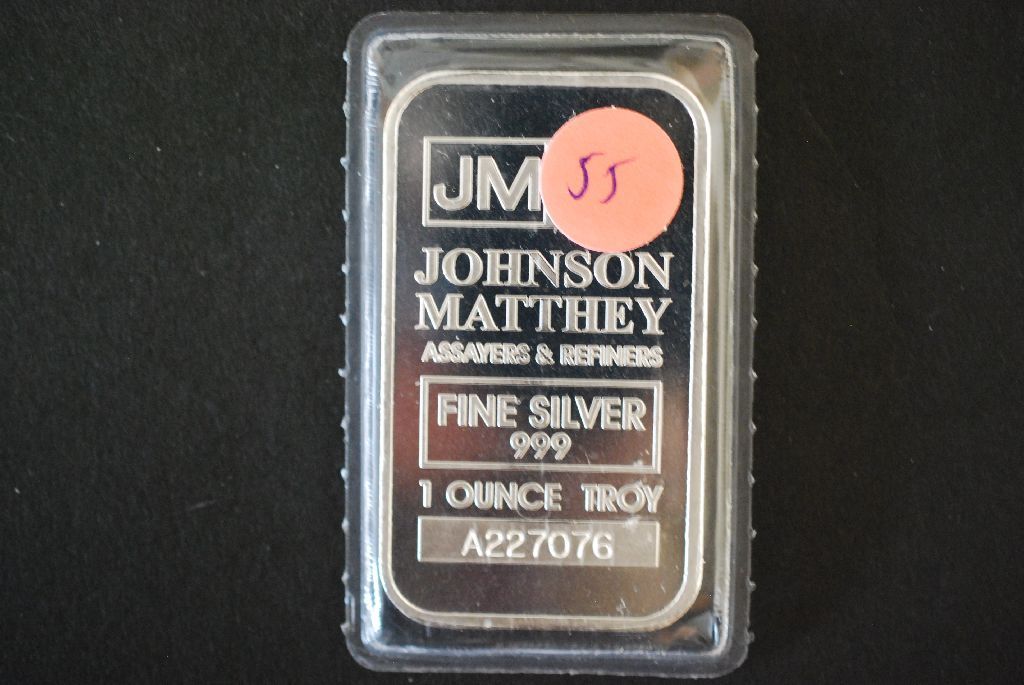 JM
55
JOHNSON
MATTHEY
ASSAYERS & REFINERS
FINE SILVER
999
1 OUNCE TROY
A227076